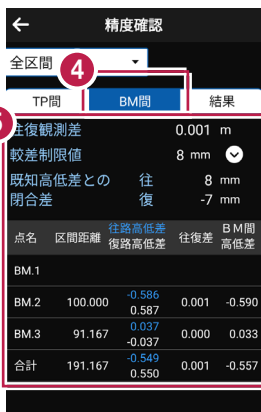 ← 精度確認
全区間
4
TP間 BM間 結果
往復観測差 0.001 m
較差制限値 8 mm
既知高低差との 往 8 mm
閉合差 復 -7 mm
点名 区間距離 往路高低差 復路高低差 往復差 BM間高低差
BM.1
BM.2 100.000 -0.586 0.587 0.001 -0.590
BM.3 91.167 0.037 -0.037 0.000 0.033
合計 191.167 -0.549 0.550 0.001 -0.557